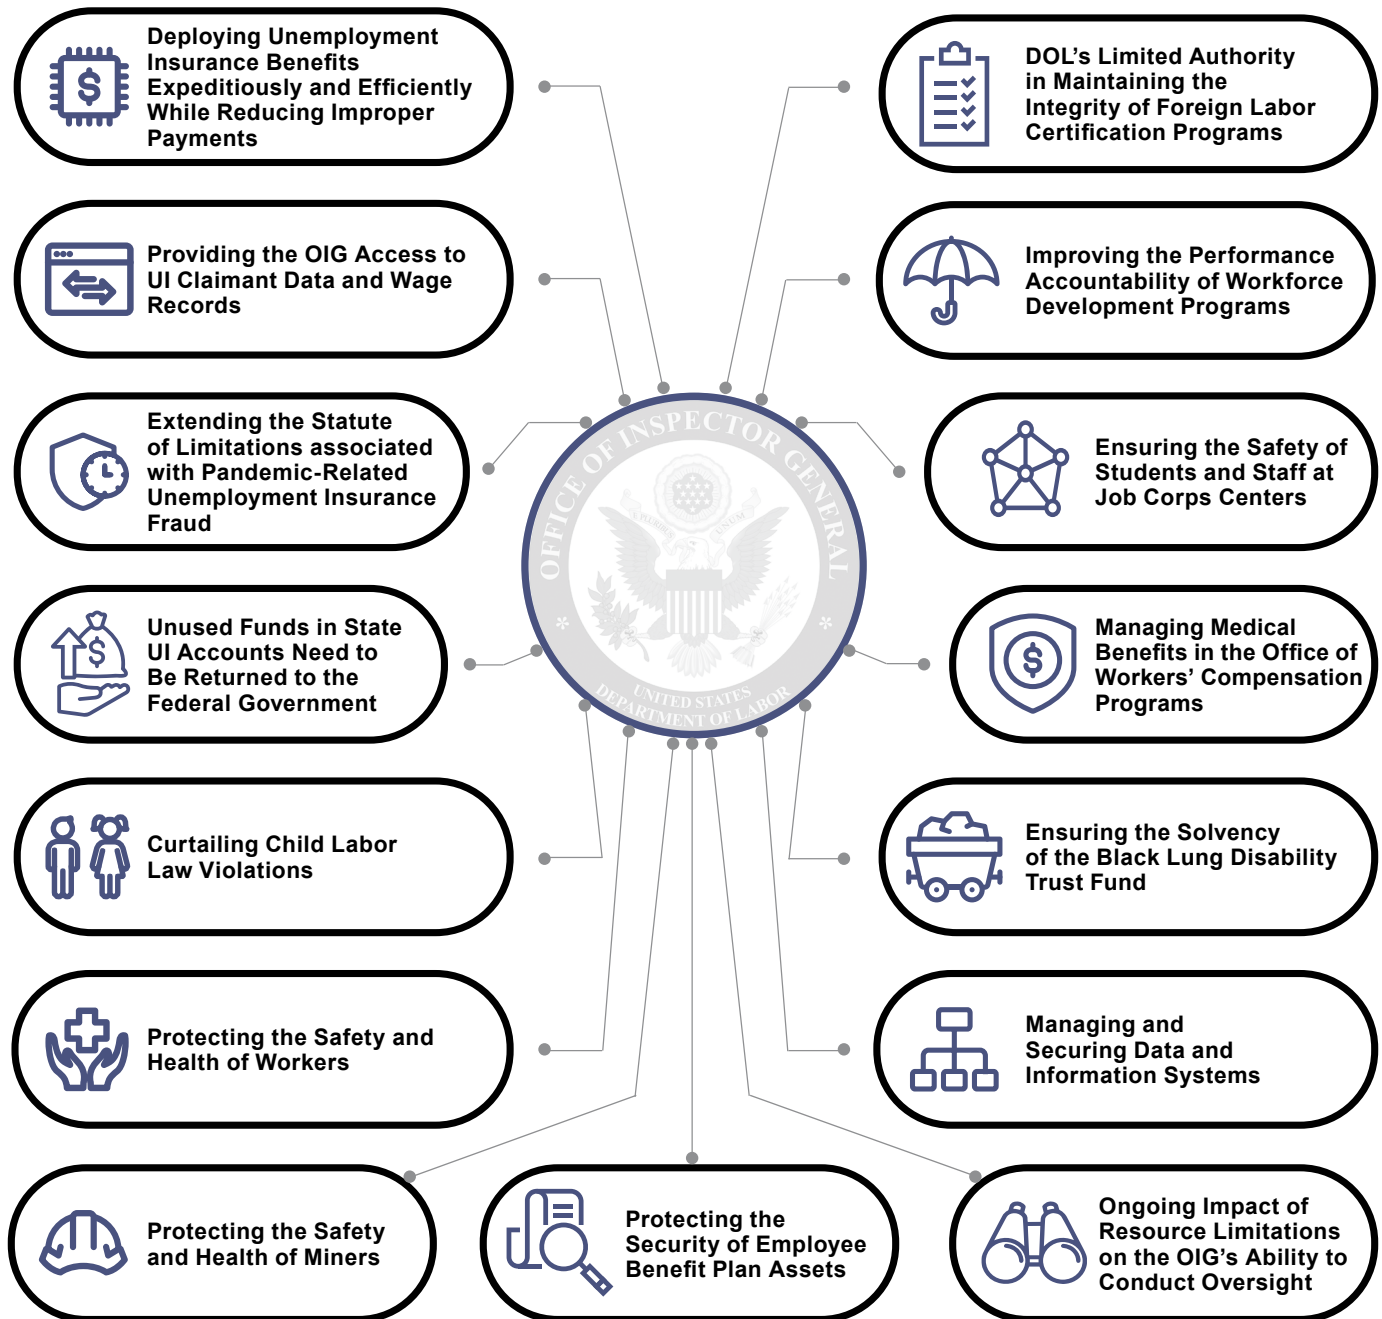 Deploying Unemployment
Insurance Benefits
Expeditiously and Efficiently
While Reducing Improper
Payments
DOL’s Limited Authority
in Maintaining the
Integrity of Foreign Labor
Certification Programs
Providing the OIG Access to
UI Claimant Data and Wage
Records
Improving the Performance
Accountability of Workforce
Development Programs
Extending the Statute
of Limitations associated
with Pandemic-Related
Unemployment Insurance
Fraud
OFFICE OF INSPECTOR GENERAL
UNITED STATES
DEPARTMENT OF LABOR
Ensuring the Safety of
Students and Staff at
Job Corps Centers
Unused Funds in State
UI Accounts Need to
Be Returned to the
Federal Government
Managing Medical
Benefits in the Office of
Workers’ Compensation
Programs
Curtailing Child Labor
Law Violations
Ensuring the Solvency
of the Black Lung Disability
Trust Fund
Protecting the Safety and
Health of Workers
Managing and
Securing Data and
Information Systems
Protecting the Safety
and Health of Miners
Protecting the
Security of Employee
Benefit Plan Assets
Ongoing Impact of
Resource Limitations
on the OIG’s Ability to
Conduct Oversight